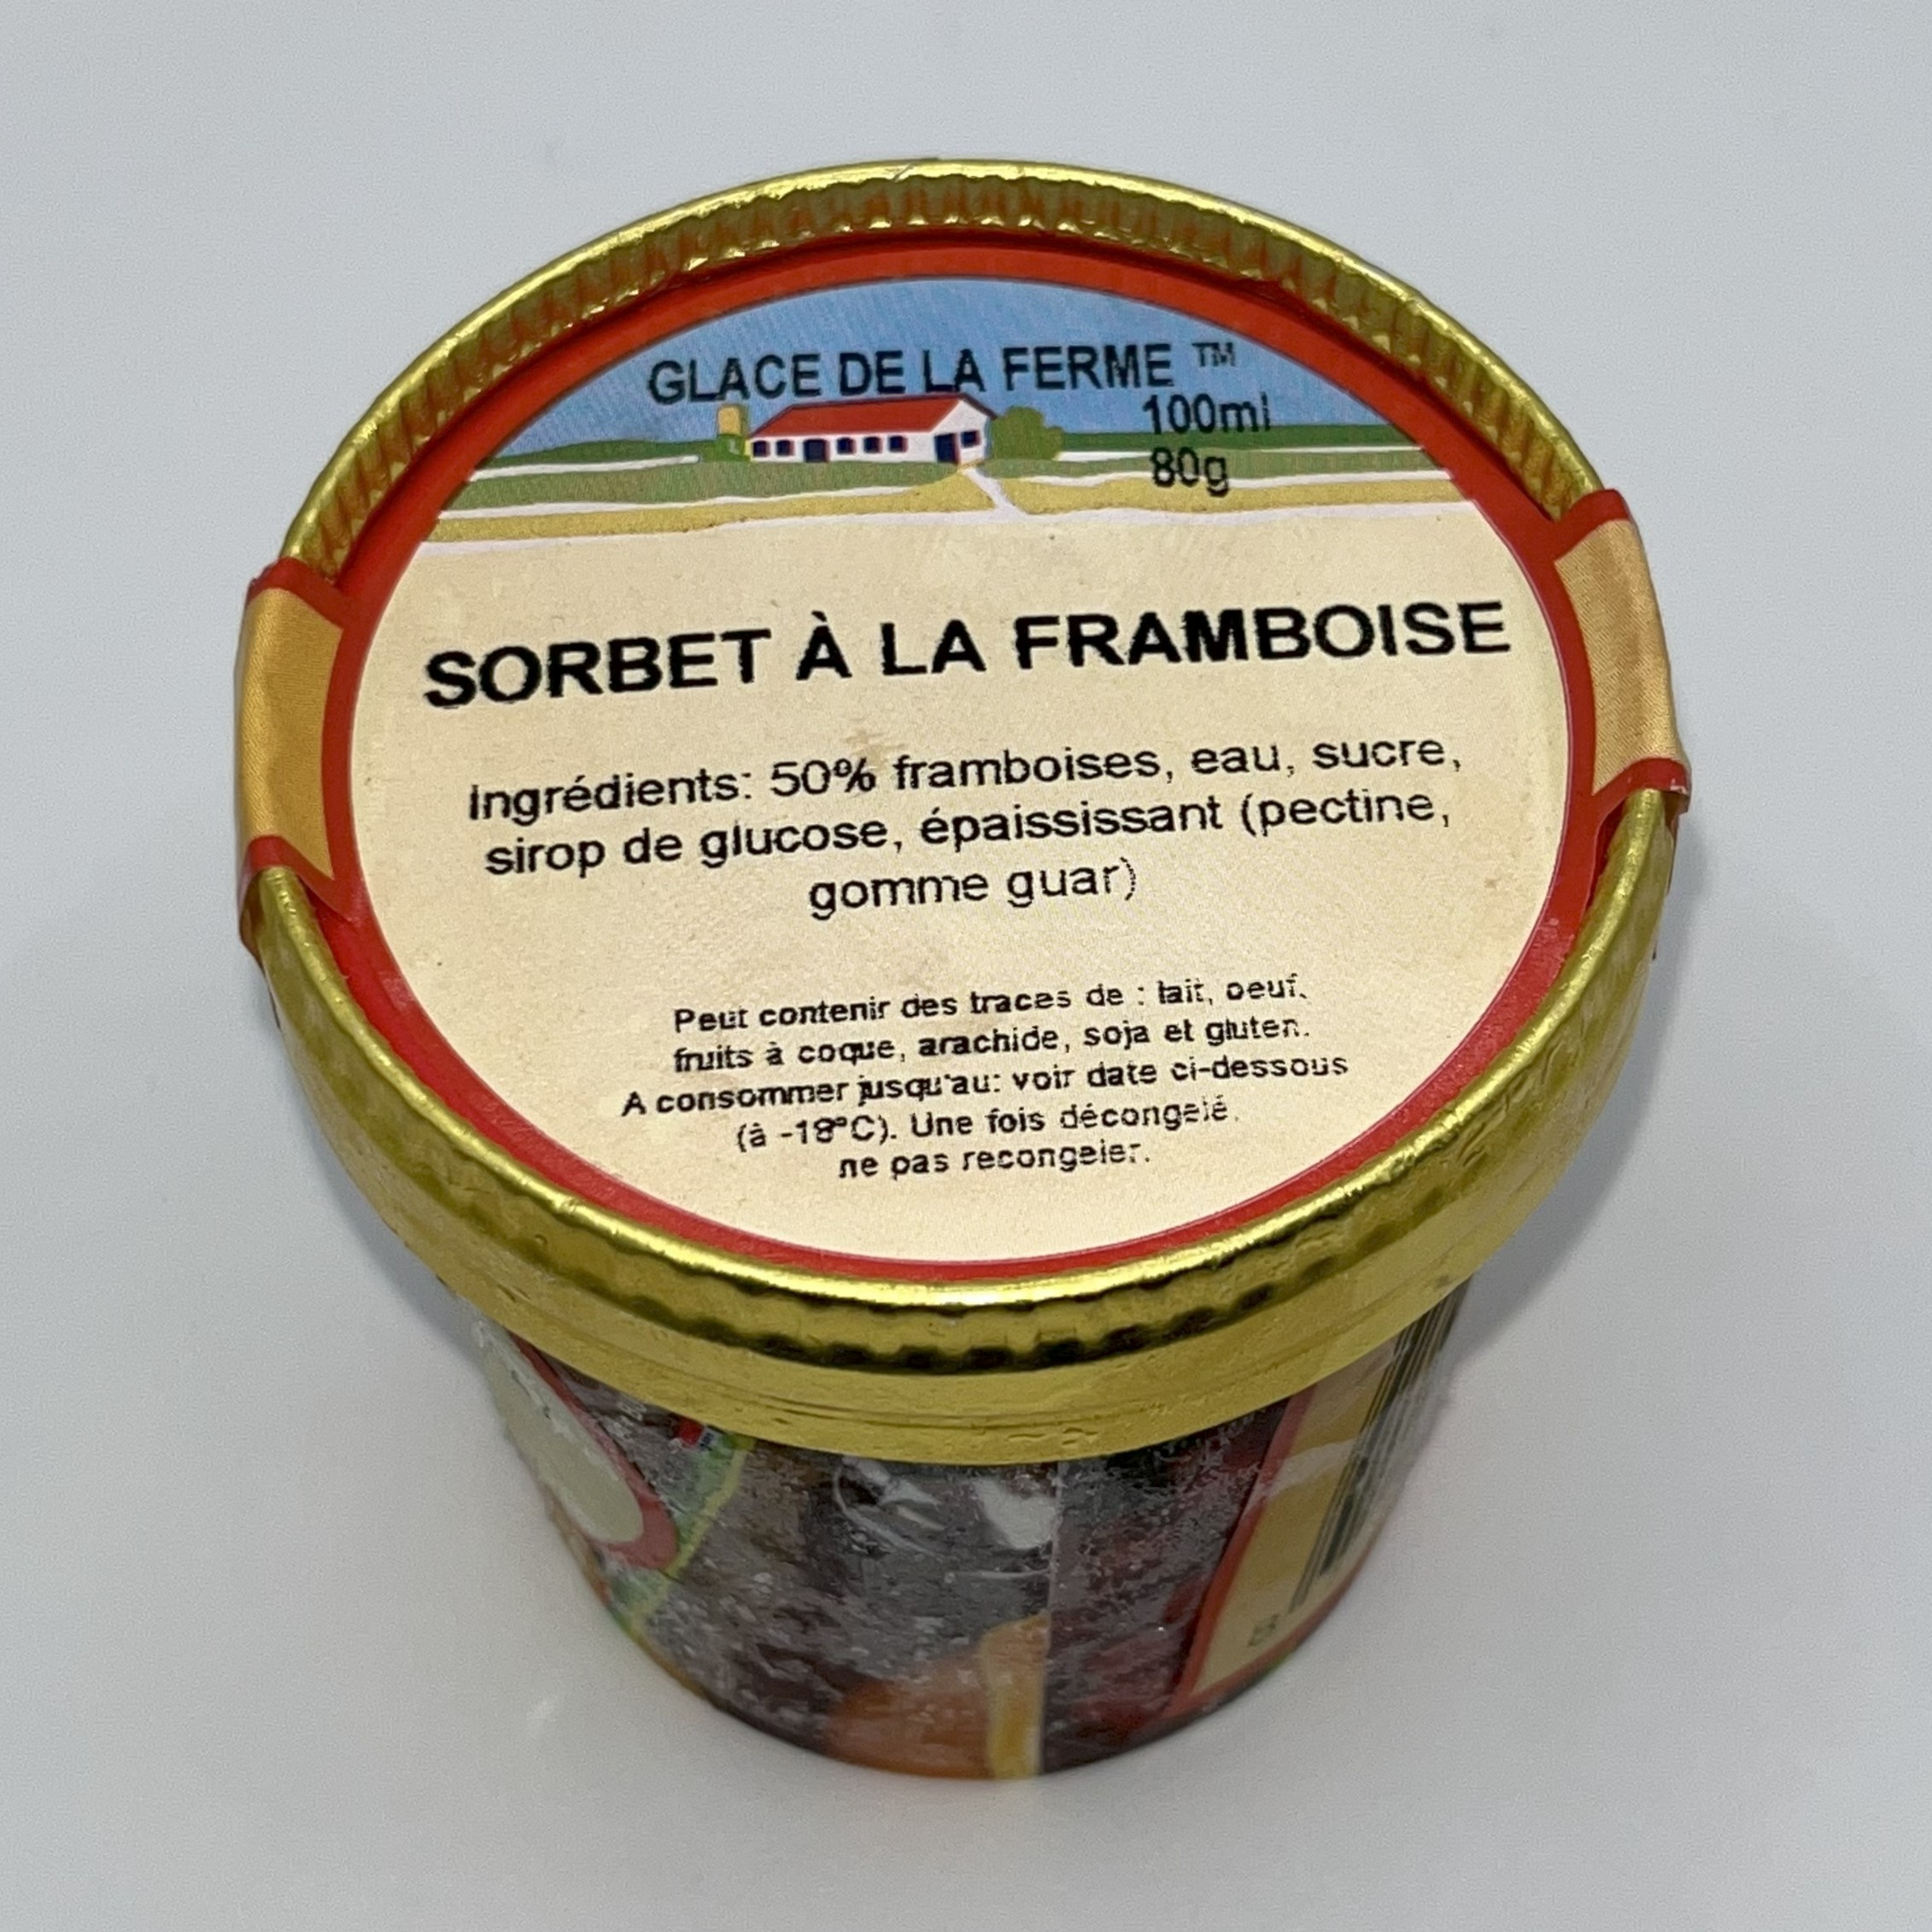 GLACE DE LA FERME ™
100ml
80g
SORBET À LA FRAMBOISE
Ingrédients: 50% framboises, eau, sucre,
sirop de glucose, épaississant (pectine,
gomme guar)
Peut contenir des traces de : lait, oeuf,
fruits à coque, arachide, soja et gluten.
A consommer jusqu'au: voir date ci-dessous
(à -18°C). Une fois décongelé,
ne pas recongeler.